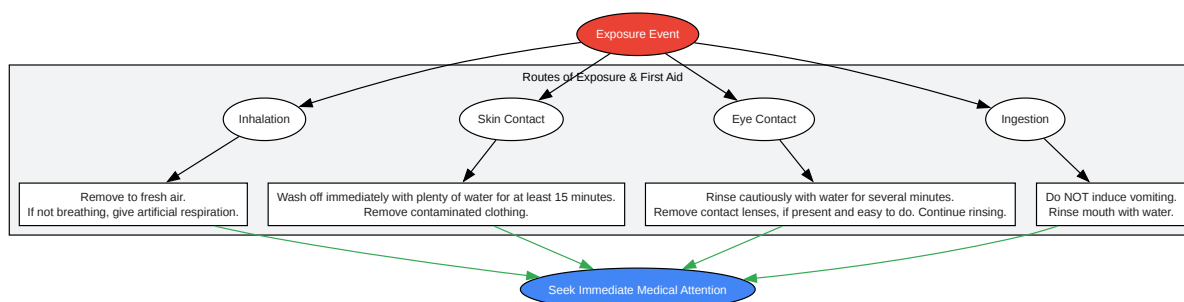 Exposure Event
Routes of Exposure & First Aid
Inhalation
Skin Contact
Eye Contact
Ingestion
Remove to fresh air.
If not breathing, give artificial respiration.
Wash off immediately with plenty of water for at least 15 minutes.
Remove contaminated clothing.
Rinse cautiously with water for several minutes.
Remove contact lenses, if present and easy to do. Continue rinsing.
Do NOT induce vomiting.
Rinse mouth with water.
Seek Immediate Medical Attention